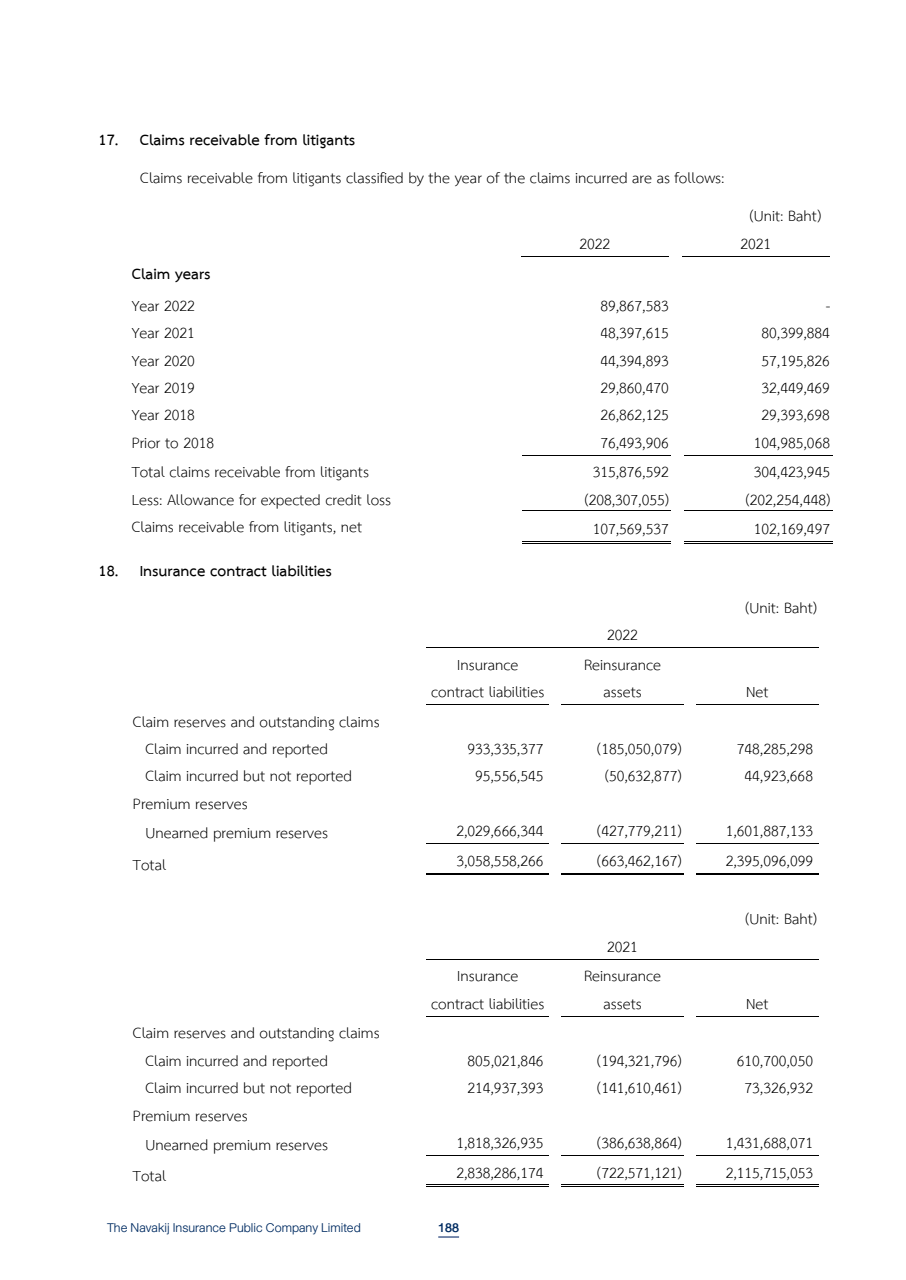 17. Claims receivable from litigants
Claims receivable from litigants classified by the year of the claims incurred are as follows:
(Unit: Baht)
2022 2021
Claim years
Year 2022 89,867,583 -
Year 2021 48,397,615 80,399,884
Year 2020 44,394,893 57,195,826
Year 2019 29,860,470 32,449,469
Year 2018 26,862,125 29,393,698
Prior to 2018 76,493,906 104,985,068
Total claims receivable from litigants 315,876,592 304,423,945
Less: Allowance for expected credit loss (208,307,055) (202,254,448)
Claims receivable from litigants, net 107,569,537 102,169,497
18. Insurance contract liabilities
(Unit: Baht)
2022
Insurance Reinsurance
contract liabilities assets Net
Claim reserves and outstanding claims
Claim incurred and reported 933,335,377 (185,050,079) 748,285,298
Claim incurred but not reported 95,556,545 (50,632,877) 44,923,668
Premium reserves
Unearned premium reserves 2,029,666,344 (427,779,211) 1,601,887,133
Total 3,058,558,266 (663,462,167) 2,395,096,099
(Unit: Baht)
2021
Insurance Reinsurance
contract liabilities assets Net
Claim reserves and outstanding claims
Claim incurred and reported 805,021,846 (194,321,796) 610,700,050
Claim incurred but not reported 214,937,393 (141,610,461) 73,326,932
Premium reserves
Unearned premium reserves 1,818,326,935 (386,638,864) 1,431,688,071
Total 2,838,286,174 (722,571,121) 2,115,715,053
The Navakij Insurance Public Company Limited 188